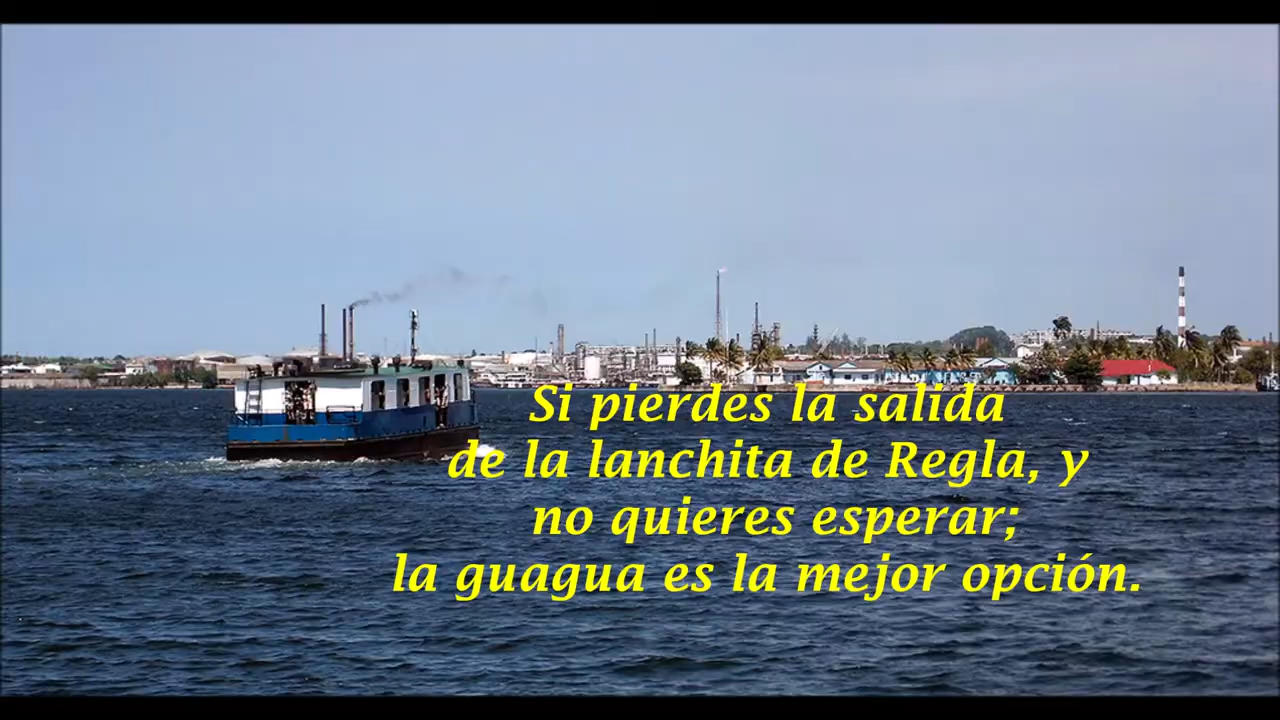 Si pierdes la salida
de la lanchita de Regla, y
no quieres esperar;
la guagua es la mejor opción.